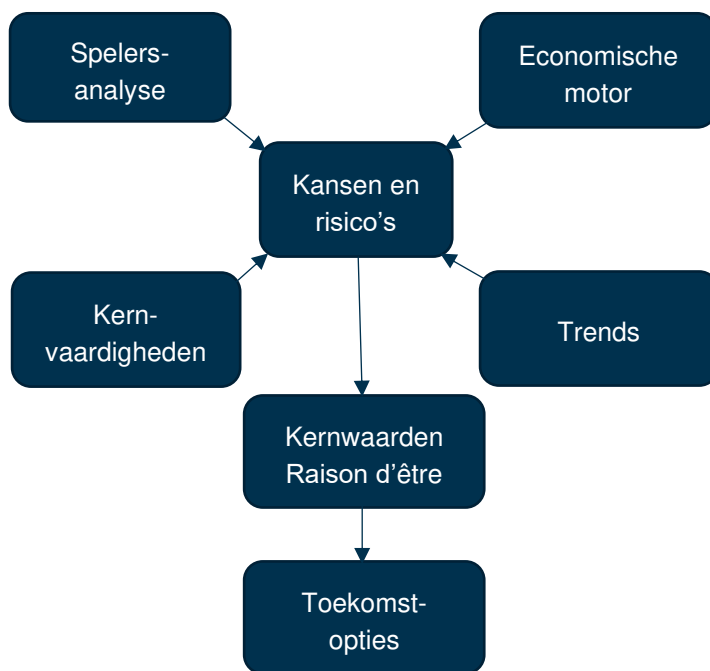 Spelers-
analyse
Economische
motor
Kansen en
risico's
Kern-
vaardigheden
Trends
Kernwaarden
Raison d'être
Toekomst-
opties